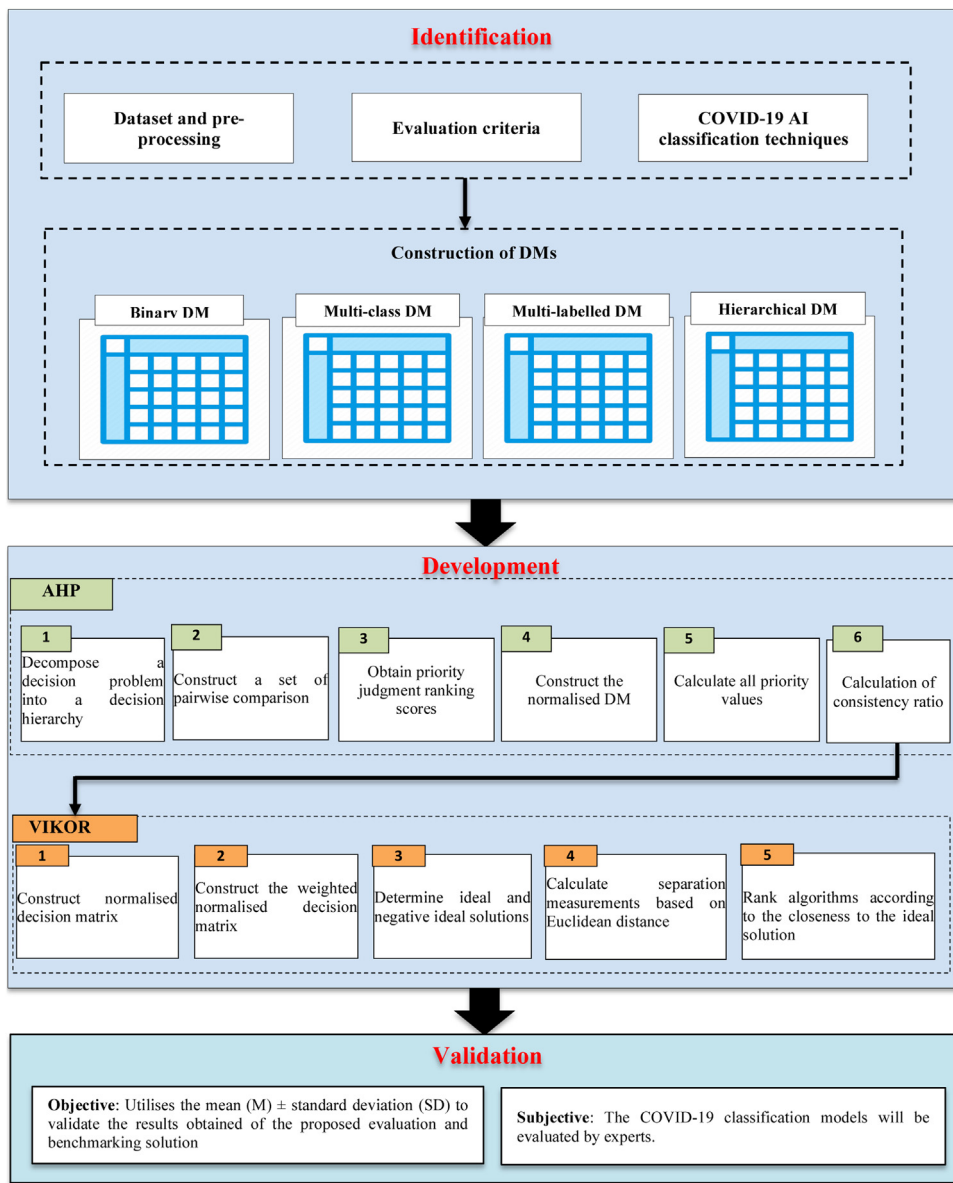 Identification
Dataset and pre-
processing
Evaluation criteria
COVID-19 AI
classification techniques
Construction of DMs
Binary DM
Multi-class DM
Multi-labelled DM
Hierarchical DM
Development
AHP
1
Decompose a
decision problem
into a decision
hierarchy
2
Construct a set of
pairwise comparison
3
Obtain priority
judgment ranking
scores
4
Construct the
normalised DM
5
Calculate all priority
values
6
Calculation of
consistency ratio
VIKOR
1
Construct normalised
decision matrix
2
Construct the weighted
normalised decision
matrix
3
Determine ideal and
negative ideal solutions
4
Calculate separation
measurements based on
Euclidean distance
5
Rank algorithms according
to the closeness to the ideal
solution
Validation
Objective: Utilises the mean (M) ± standard deviation (SD) to
validate the results obtained of the proposed evaluation and
benchmarking solution
Subjective: The COVID-19 classification models will be
evaluated by experts.